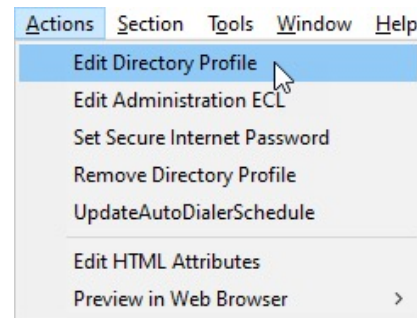 Actions Section Tools Window Help
Edit Directory Profile
Edit Administration ECL
Set Secure Internet Password
Remove Directory Profile
UpdateAutoDialerSchedule
Edit HTML Attributes
Preview in Web Browser >